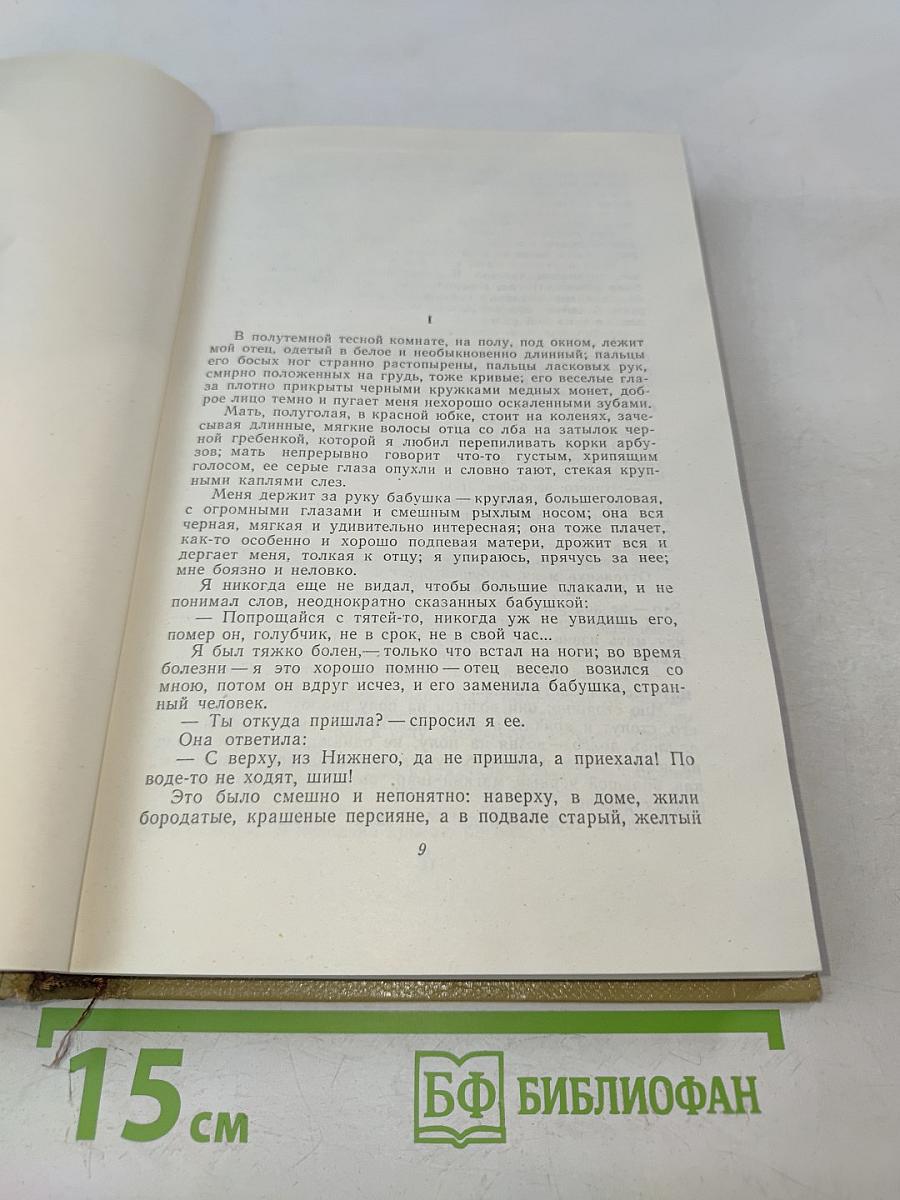 I
В полутемной тесной комнате, на полу, под окном, лежит
мой отец, одетый в белое и необыкновенно длинный; пальцы
его босых ног странно растопырены, пальцы ласковых рук,
смирно положенных на грудь, тоже кривые; его веселые гла-
за плотно прикрыты черными кружками медных монет, доб-
рое лицо темно и пугает меня нехорошо оскаленными зубами.
Мать, полуголая, в красной юбке, стоит на коленях, заче-
сывая длинные, мягкие волосы отца со лба на затылок чер-
ной гребенкой, которой я любил перепиливать корки арбу-
зов; мать непрерывно говорит что-то густым, хрипящим
голосом, ее серые глаза опухли и словно тают, стекая круп-
ными каплями слез.
Меня держит за руку бабушка — круглая, большеголовая,
с огромными глазами и смешным рыхлым носом; она вся
черная, мягкая и удивительно интересная; она тоже плачет,
как-то особенно и хорошо подпевая матери, дрожит вся и
дергает меня, толкая к отцу; я упираюсь, прячусь за нее;
мне боязно и неловко.
Я никогда еще не видал, чтобы большие плакали, и не
понимал слов, неоднократно сказанных бабушкой:
— Попрощайся с тятей-то, никогда уж не увидишь его,
помер он, голубчик, не в срок, не в свой час...
Я был тяжко болен,— только что встал на ноги; во время
болезни — я это хорошо помню — отец весело возился со
мною, потом он вдруг исчез, и его заменила бабушка, стран-
ный человек.
— Ты откуда пришла? — спросил я ее.
Она ответила:
— С верху, из Нижнего, да не пришла, а приехала! По
воде-то не ходят, шиш!
Это было смешно и непонятно: наверху, в доме, жили
бородатые, крашеные персияне, а в подвале старый, желтый
9
15 см
БФ БИБЛИОФАН